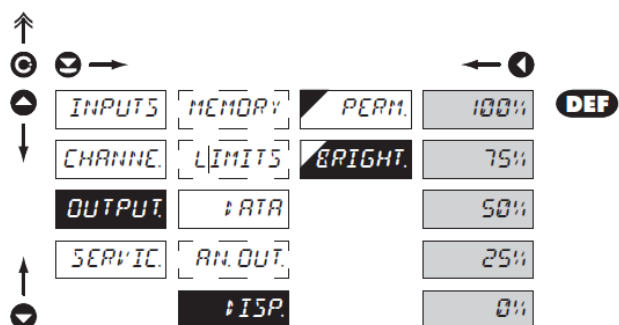 INPUTS MEMORY PERM. 100% DEF
CHANNE. LIMITS BRIGHT. 75%
OUTPUT. DATA 50%
SERVIC. AN. OUT. 25%
DISP. 0%